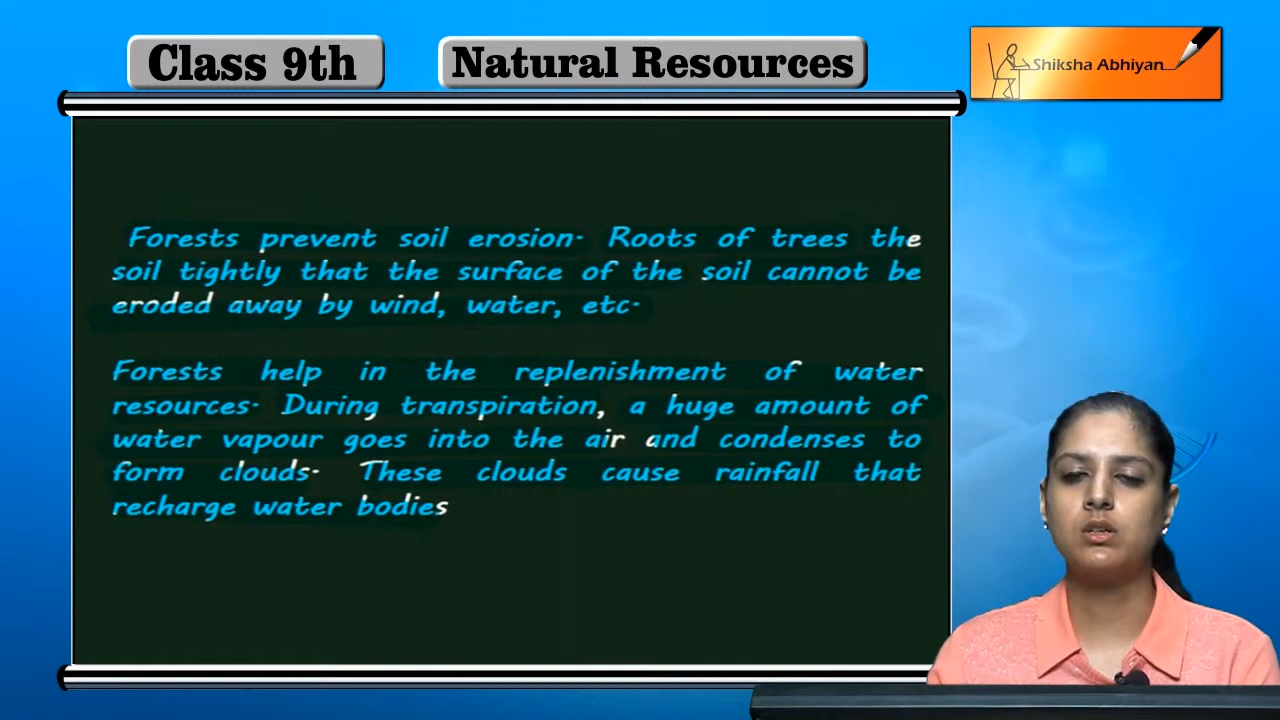 Class 9th
Natural Resources
Shiksha Abhiyan
Forests prevent soil erosion. Roots of trees the
soil tightly that the surface of the soil cannot be
eroded away by wind, water, etc.
Forests help in the replenishment of water
resources. During transpiration, a huge amount of
water vapour goes into the air and condenses to
form clouds. These clouds cause rainfall that
recharge water bodies